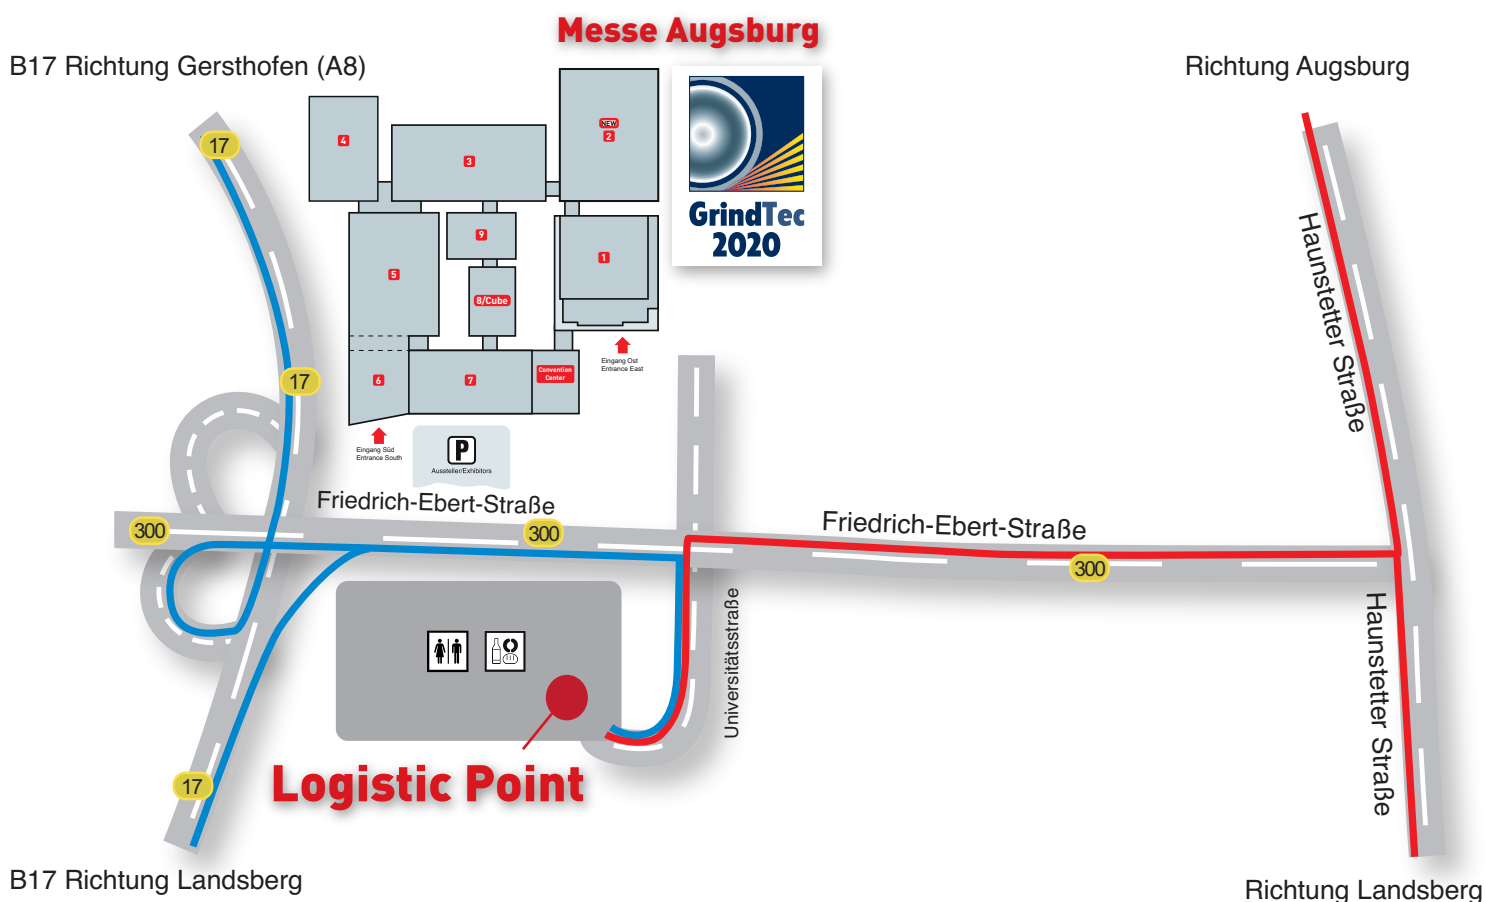 Messe Augsburg
B17 Richtung Gersthofen (A8)
Richtung Augsburg
17
4
3
NEW
2
GrindTec
2020
9
5
1
8/Cube
Eingang Ost
Entrance East
17
6
7
Convention
Center
Eingang Süd
Entrance South
P
Aussteller/Exhibitors
Haunstetter Straße
Friedrich-Ebert-Straße
300
300
Friedrich-Ebert-Straße
300
Universitätsstraße
Haunstetter Straße
Logistic Point
17
B17 Richtung Landsberg
Richtung Landsberg